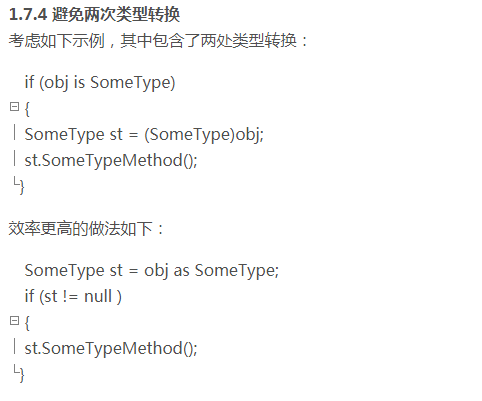 1.7.4 避免两次类型转换
考虑如下示例，其中包含了两处类型转换：
if (obj is SomeType)
{
SomeType st = (SomeType)obj;
st.SomeTypeMethod();
}
效率更高的做法如下：
SomeType st = obj as SomeType;
if (st != null )
{
st.SomeTypeMethod();
}